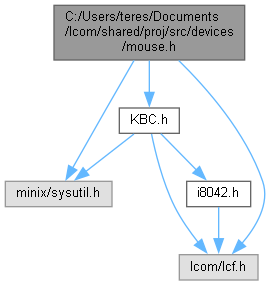 C:/Users/teres/Documents
/lcom/shared/proj/src/devices
/mouse.h
KBC.h
minix/sysutil.h
i8042.h
lcom/lcf.h